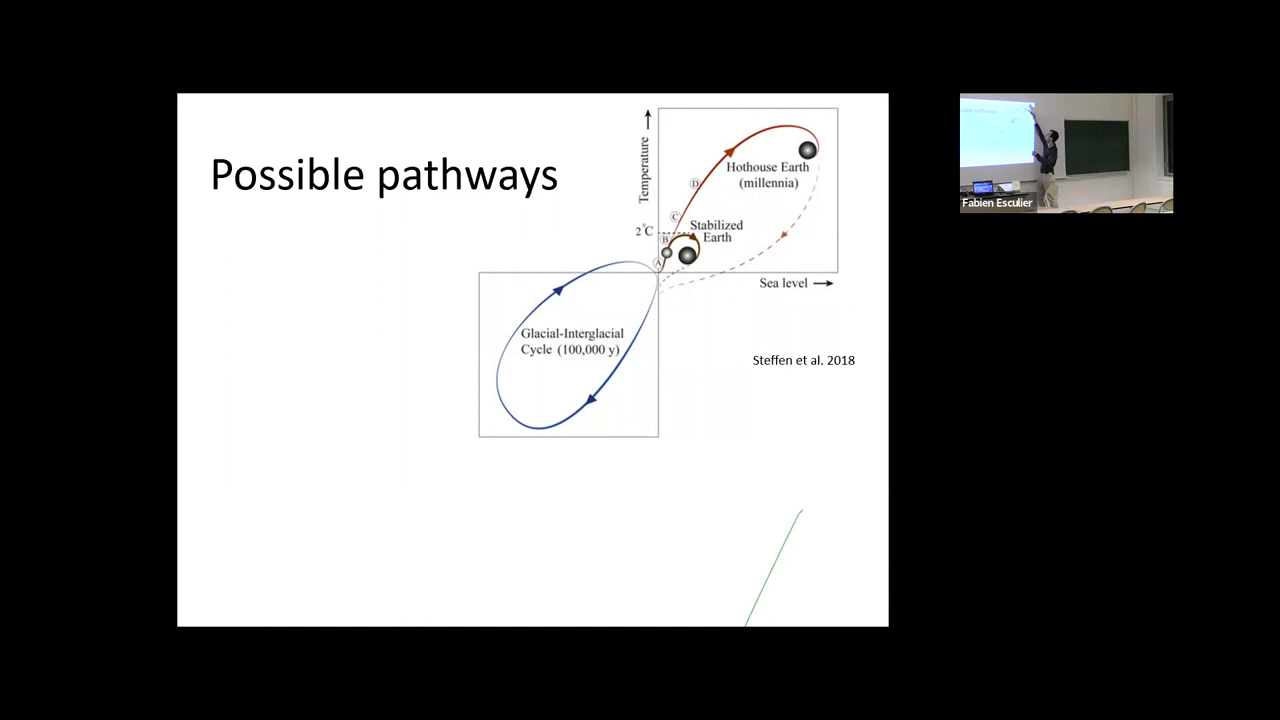 Possible pathways
Temperature
2°C
Hothouse Earth
(millennia)
D
C
B
A
Stabilized
Earth
Sea level
Glacial-Interglacial
Cycle (100,000 y)
Steffen et al. 2018
Fabien Esculier